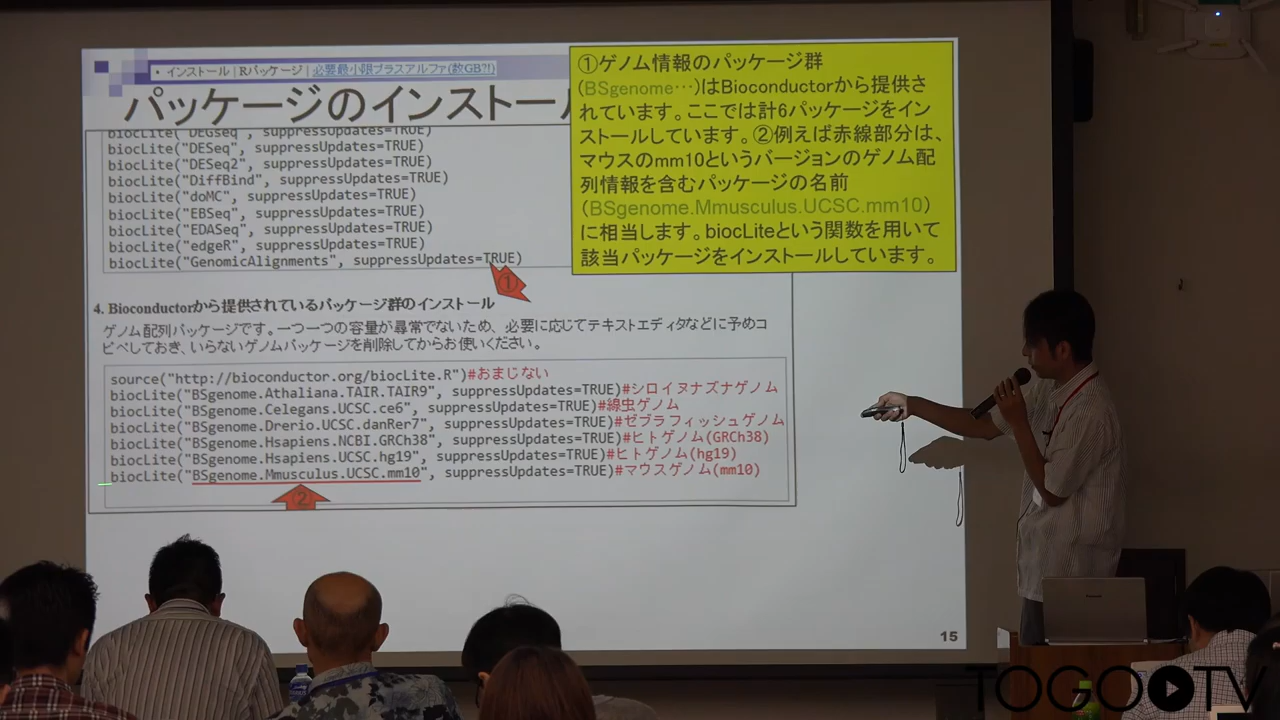 • インストール | Rパッケージ | 必要最小限プラスアルファ(数GB?!)
パッケージのインストール
biocLite("DEGseq", suppressUpdates=TRUE)
biocLite("DESeq", suppressUpdates=TRUE)
biocLite("DESeq2", suppressUpdates=TRUE)
biocLite("DiffBind", suppressUpdates=TRUE)
biocLite("doMC", suppressUpdates=TRUE)
biocLite("EBSeq", suppressUpdates=TRUE)
biocLite("EDASeq", suppressUpdates=TRUE)
biocLite("edgeR", suppressUpdates=TRUE)
biocLite("GenomicAlignments", suppressUpdates=TRUE)
①
①ゲノム情報のパッケージ群
(BSgenome…)はBioconductorから提供さ
れています。ここでは計6パッケージをイン
ストールしています。②例えば赤線部分は、
マウスのmm10というバージョンのゲノム配
列情報を含むパッケージの名前
（BSgenome.Mmusculus.UCSC.mm10）
に相当します。biocLiteという関数を用いて
該当パッケージをインストールしています。
4. Bioconductorから提供されているパッケージ群のインストール
ゲノム配列パッケージです。一つ一つの容量が尋常でないため、必要に応じてテキストエディタなどに予めコ
ピペしておき、いらないゲノムパッケージを削除してからお使いください。
source("http://bioconductor.org/biocLite.R")#おまじない
biocLite("BSgenome.Athaliana.TAIR.TAIR9", suppressUpdates=TRUE)#シロイヌナズナゲノム
biocLite("BSgenome.Celegans.UCSC.ce6", suppressUpdates=TRUE)#線虫ゲノム
biocLite("BSgenome.Drerio.UCSC.danRer7", suppressUpdates=TRUE)#ゼブラフィッシュゲノム
biocLite("BSgenome.Hsapiens.NCBI.GRCh38", suppressUpdates=TRUE)#ヒトゲノム(GRCh38)
biocLite("BSgenome.Hsapiens.UCSC.hg19", suppressUpdates=TRUE)#ヒトゲノム(hg19)
biocLite("BSgenome.Mmusculus.UCSC.mm10", suppressUpdates=TRUE)#マウスゲノム(mm10)
②
15
TOGOTV